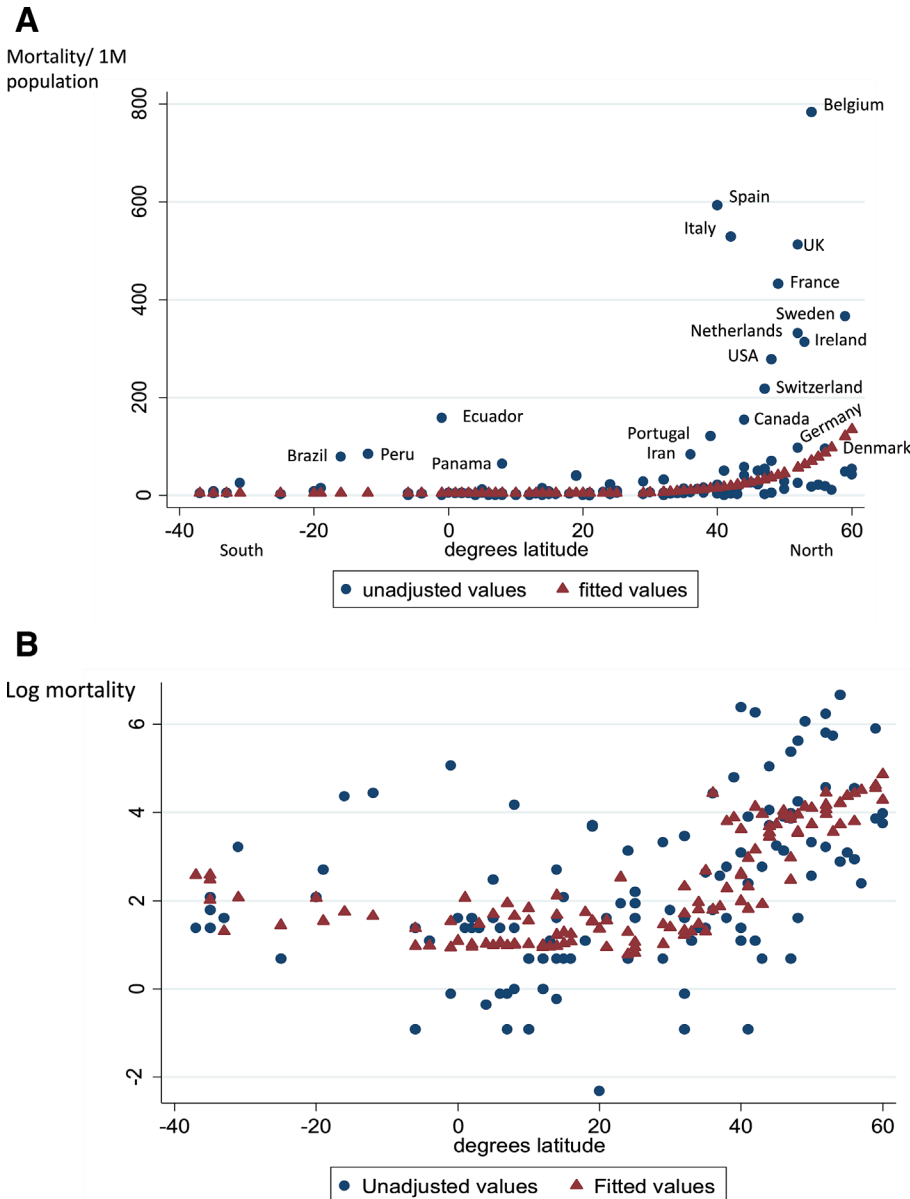 A
Mortality/ 1M
population
800
600
400
200
0
Belgium
Spain
Italy
UK
France
Sweden
Netherlands
Ireland
USA
Switzerland
Ecuador
Canada
Germany
Portugal
Brazil
Peru
Iran
Denmark
Panama
-40
-20
0
20
40
60
South
degrees latitude
North
unadjusted values
fitted values
B
Log mortality
6
4
2
0
-2
-40
-20
0
20
40
60
degrees latitude
Unadjusted values
Fitted values